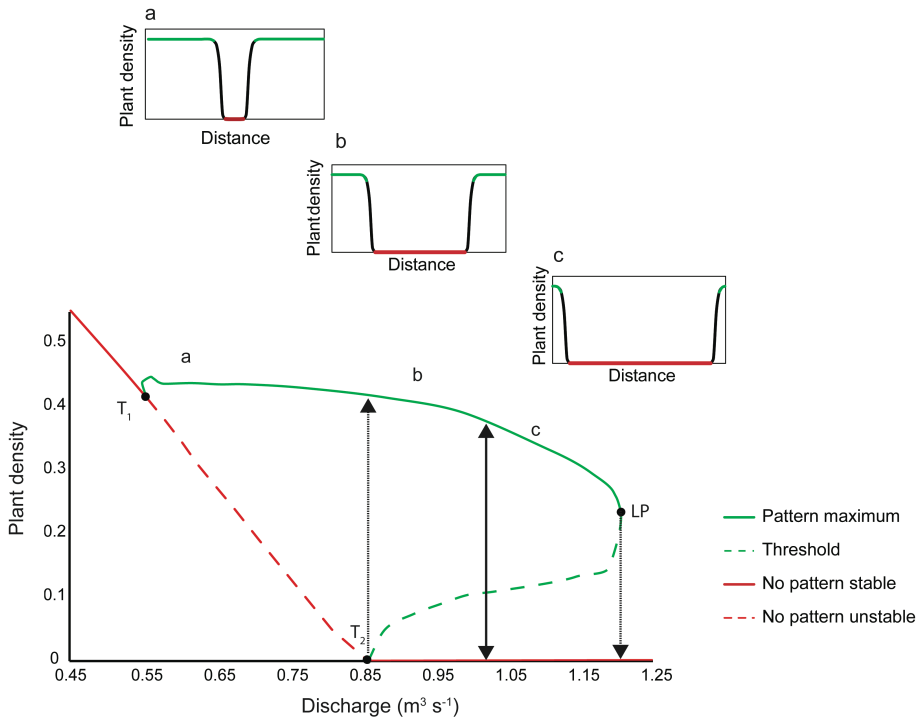 a
Plant density
Distance
b
Plant density
Distance
c
Plant density
Distance
Plant density
0.5
0.4
0.3
0.2
0.1
0
a
b
c
T1
T2
LP
0.45
0.55
0.65
0.75
0.85
0.95
1.05
1.15
1.25
Discharge (m³ s⁻¹)
Pattern maximum
Threshold
No pattern stable
No pattern unstable